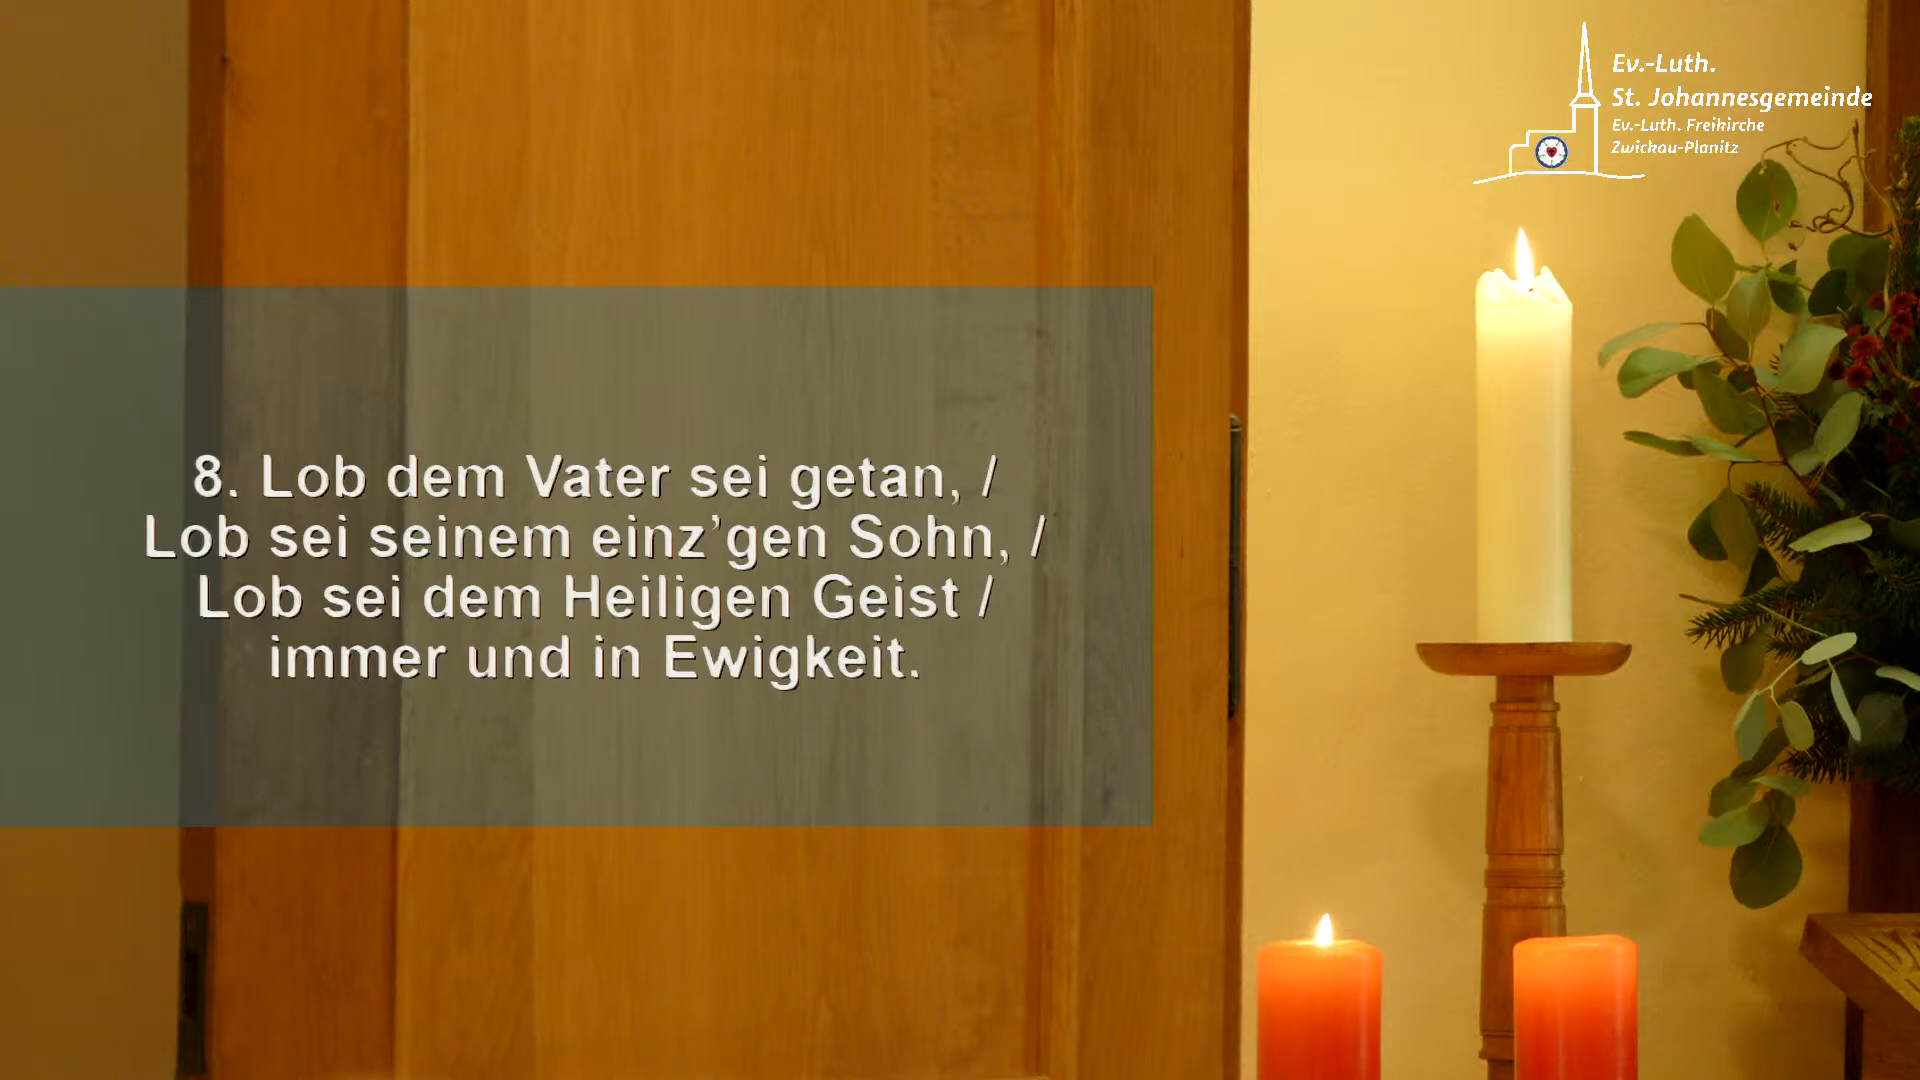 Ev.-Luth.
St. Johannesgemeinde
Ev.-Luth. Freikirche
Zwickau-Planitz
8. Lob dem Vater sei getan, /
Lob sei seinem einz’gen Sohn, /
Lob sei dem Heiligen Geist /
immer und in Ewigkeit.